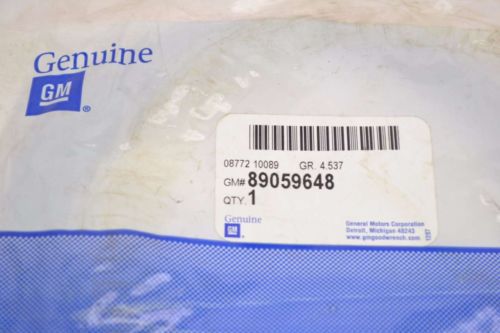 Genuine
GM
®
08772 10089 GR. 4.537
GM# 89059648
QTY. 1
Genuine
GM
General Motors Corporation
Detroit, Michigan 48243
www.gmgoodwrench.com
1397